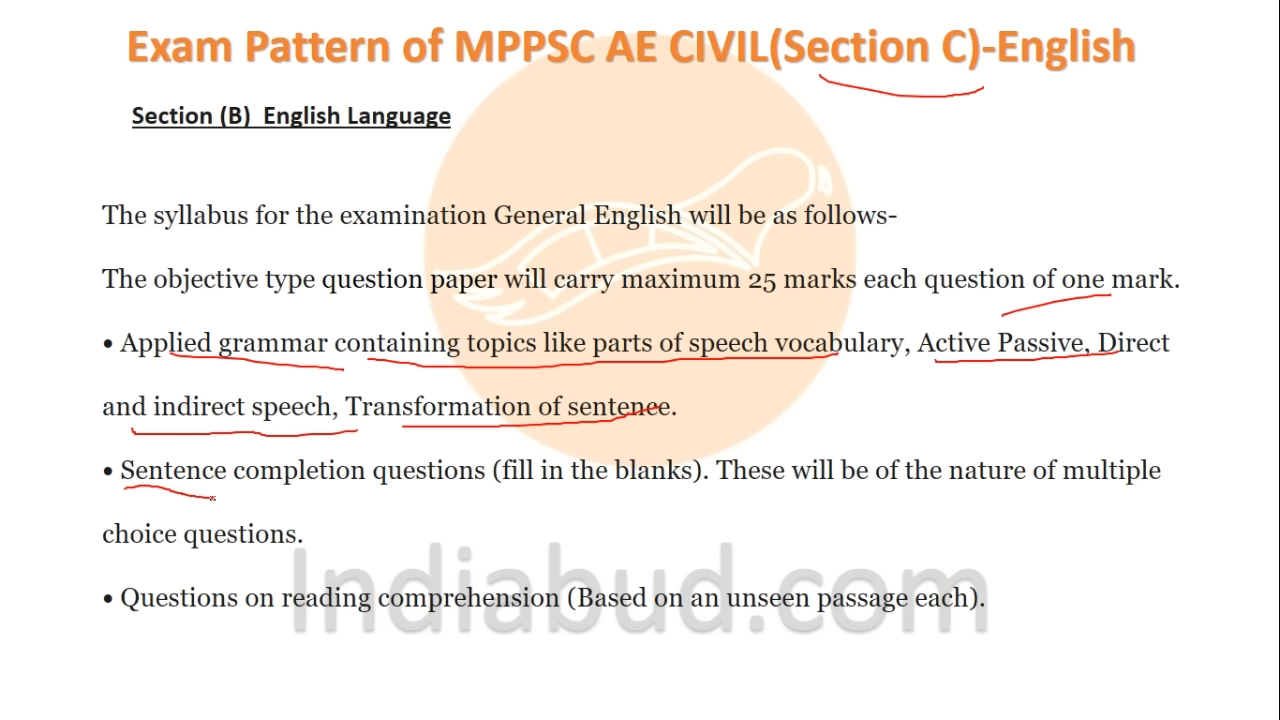 Exam Pattern of MPPSC AE CIVIL(Section C)-English
Section (B)  English Language
The syllabus for the examination General English will be as follows-
The objective type question paper will carry maximum 25 marks each question of one mark.
• Applied grammar containing topics like parts of speech vocabulary, Active Passive, Direct
and indirect speech, Transformation of sentence.
• Sentence completion questions (fill in the blanks). These will be of the nature of multiple
choice questions.
• Questions on reading comprehension (Based on an unseen passage each).
Indiabud.com